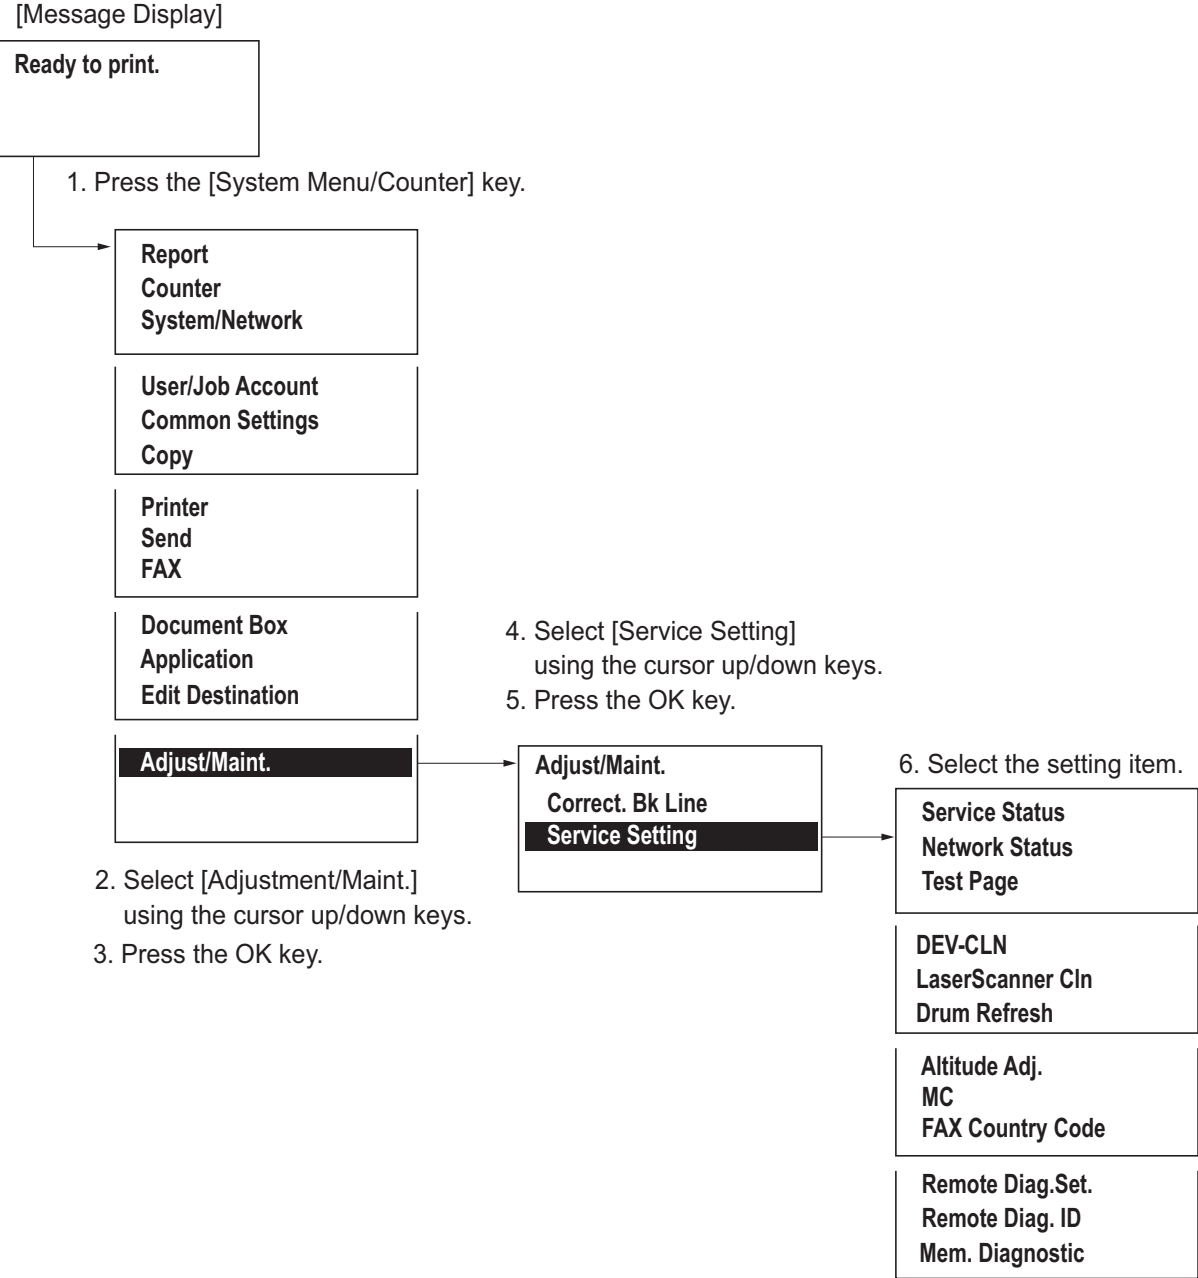 [Message Display]
Ready to print.
1. Press the [System Menu/Counter] key.
Report
Counter
System/Network
User/Job Account
Common Settings
Copy
Printer
Send
FAX
Document Box
Application
Edit Destination
Adjust/Maint.
2. Select [Adjustment/Maint.]
using the cursor up/down keys.
3. Press the OK key.
4. Select [Service Setting]
using the cursor up/down keys.
5. Press the OK key.
Adjust/Maint.
Correct. Bk Line
Service Setting
6. Select the setting item.
Service Status
Network Status
Test Page
DEV-CLN
LaserScanner Cln
Drum Refresh
Altitude Adj.
MC
FAX Country Code
Remote Diag.Set.
Remote Diag. ID
Mem. Diagnostic